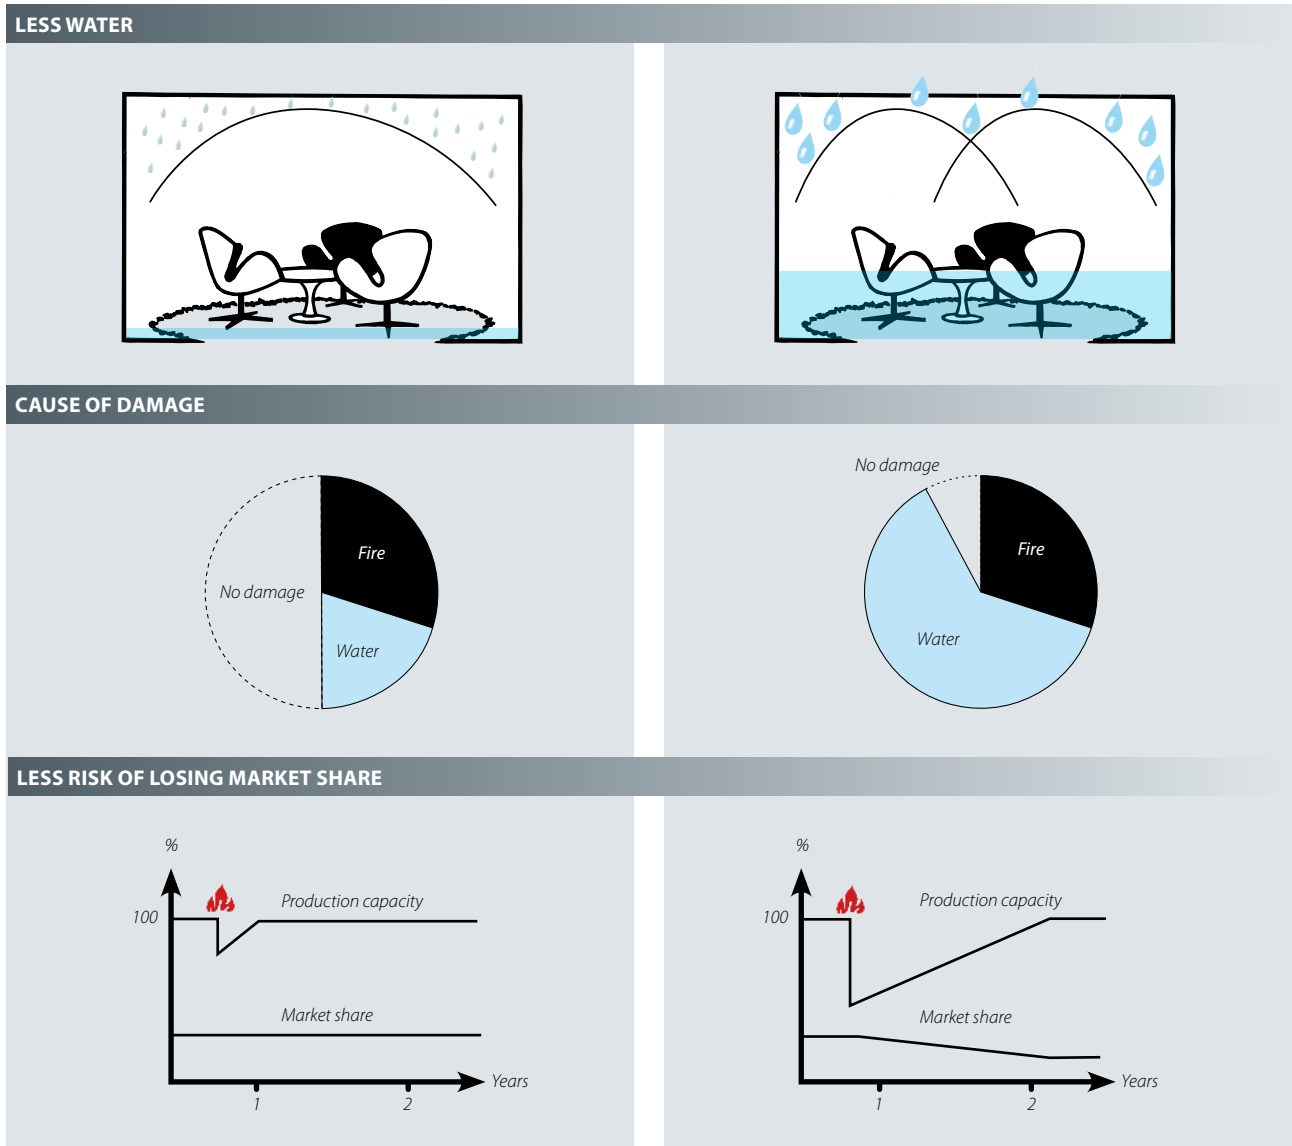 LESS WATER
CAUSE OF DAMAGE
No damage
Fire
Water
No damage
Fire
Water
LESS RISK OF LOSING MARKET SHARE
%
100
Production capacity
Market share
Years
1
2
%
100
Production capacity
Market share
Years
1
2